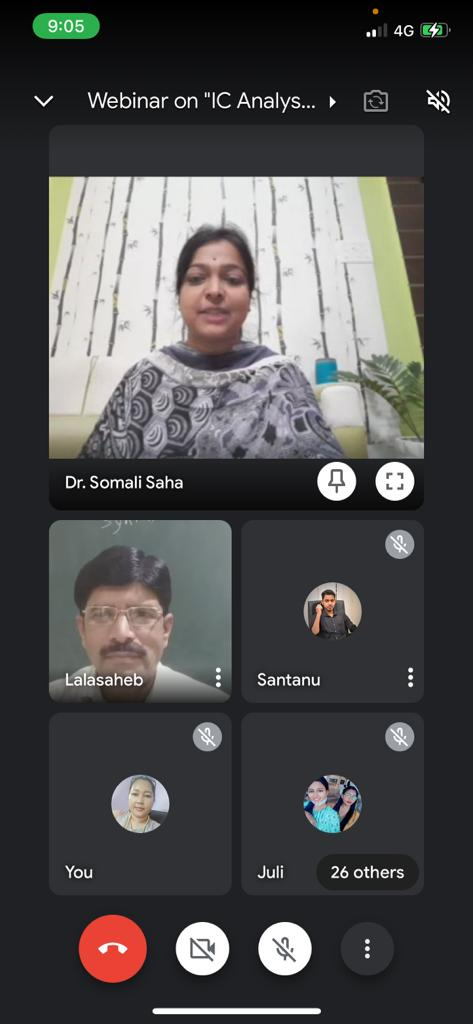 9:05
4G
Webinar on "IC Analys...
Dr. Somali Saha
Lalasaheb
Santanu
You
Juli
26 others